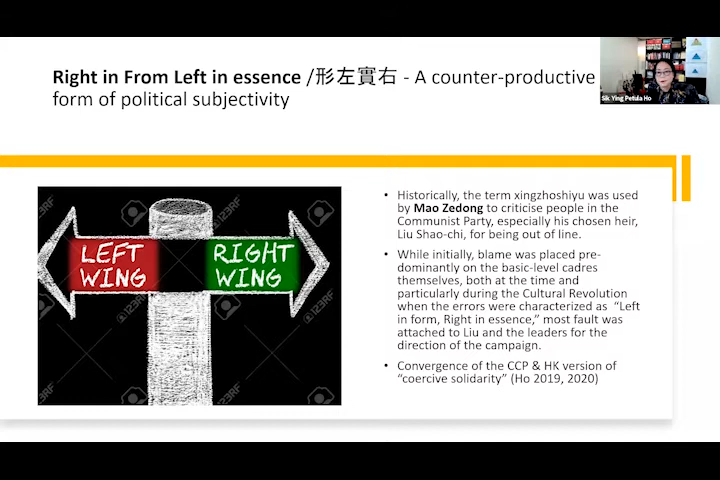 Right in From Left in essence /形左實右 - A counter-productive
form of political subjectivity
Sik Ying Petula Ho
LEFT
WING
RIGHT
WING
123RF
123RF
123RF
123RF
123RF
123RF
• Historically, the term xingzhoshiyu was used
by Mao Zedong to criticise people in the
Communist Party, especially his chosen heir,
Liu Shao-chi, for being out of line.
• While initially, blame was placed pre-
dominantly on the basic-level cadres
themselves, both at the time and
particularly during the Cultural Revolution
when the errors were characterized as “Left
in form, Right in essence,” most fault was
attached to Liu and the leaders for the
direction of the campaign.
• Convergence of the CCP & HK version of
“coercive solidarity” (Ho 2019, 2020)